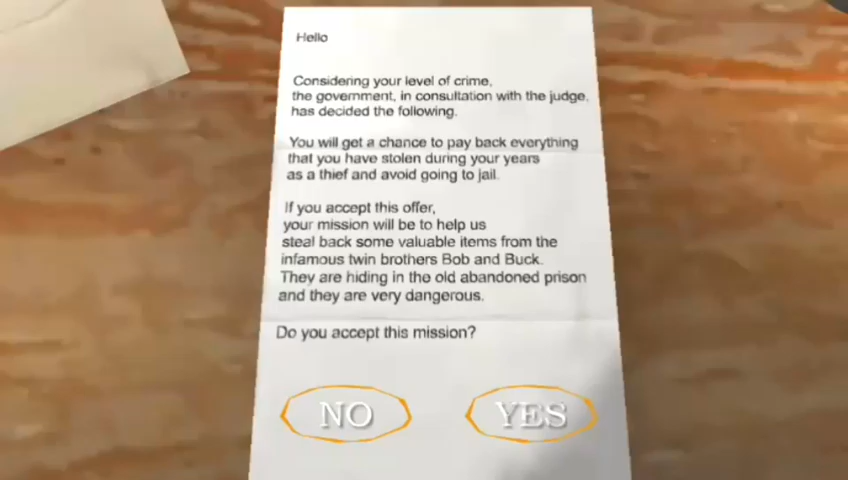 Hello
Considering your level of crime,
the government, in consultation with the judge,
has decided the following.
You will get a chance to pay back everything
that you have stolen during your years
as a thief and avoid going to jail.
If you accept this offer,
your mission will be to help us
steal back some valuable items from the
infamous twin brothers Bob and Buck.
They are hiding in the old abandoned prison
and they are very dangerous.
Do you accept this mission?
NO YES